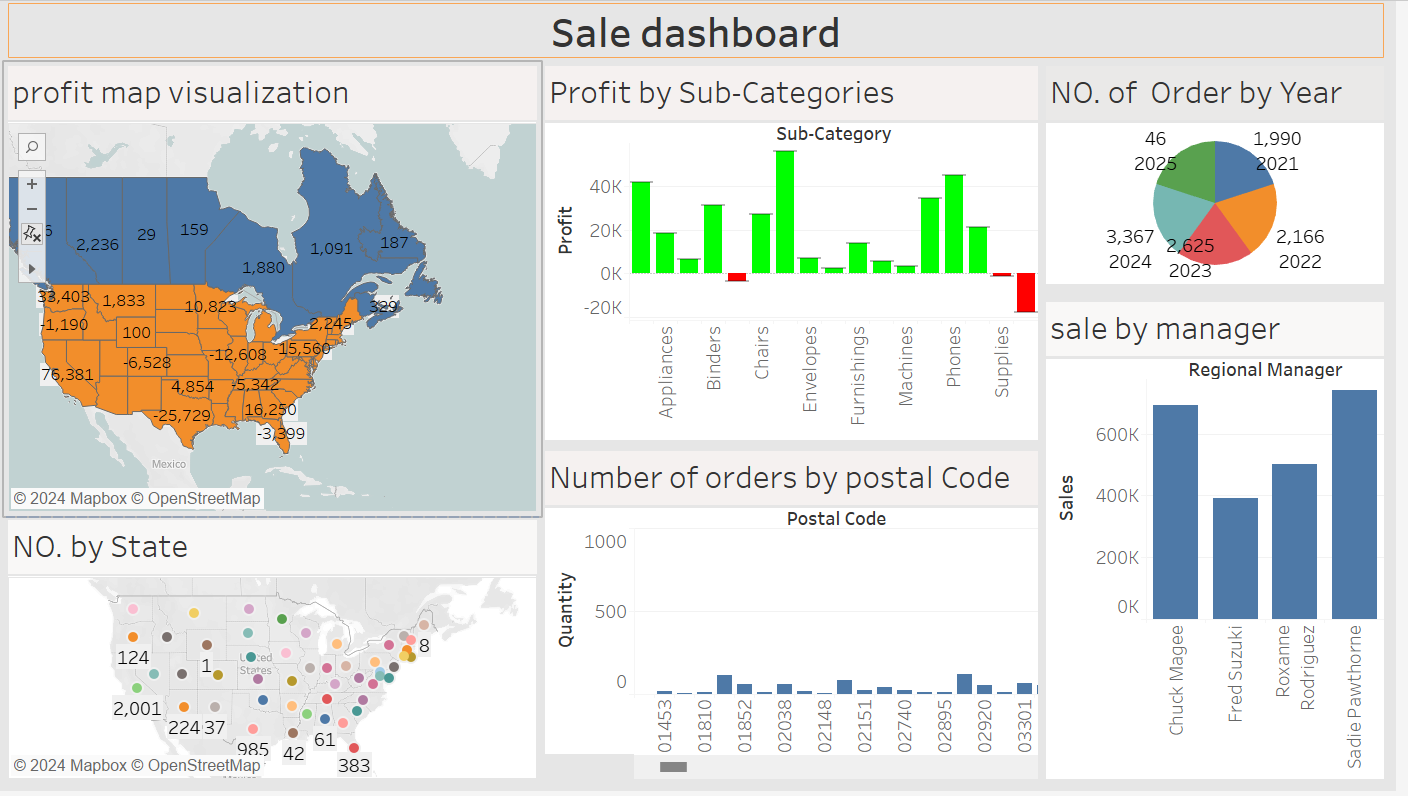 Sale dashboard
profit map visualization
2,236
29
159
1,091
187
1,880
33,403
1,833
10,823
329
-1,190
100
2,245
-6,528
-12,608
-15,560
76,381
4,854
-5,342
-25,729
16,250
-3,399
Mexico
© 2024 Mapbox © OpenStreetMap
NO. by State
8
124
1
United
States
2,001
224
37
985
42
61
383
© 2024 Mapbox © OpenStreetMap
Profit by Sub-Categories
Sub-Category
Profit
40K
20K
0K
-20K
Appliances
Binders
Chairs
Envelopes
Furnishings
Machines
Phones
Supplies
Number of orders by postal Code
Postal Code
Quantity
1000
500
0
01453
01810
01852
02038
02148
02151
02740
02895
02920
03301
NO. of Order by Year
46
2025
1,990
2021
3,367
2024
2,625
2023
2,166
2022
sale by manager
Regional Manager
Sales
600K
400K
200K
0K
Chuck Magee
Fred Suzuki
Roxanne
Rodriguez
Sadie Pawthorne